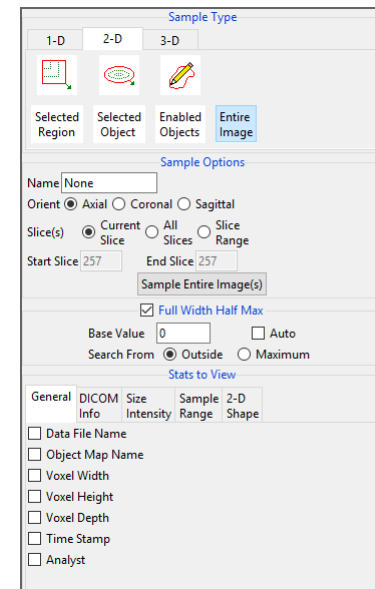 Sample Type
1-D 2-D 3-D
Selected Selected Enabled Entire
Region Object Objects Image
Sample Options
Name None
Orient Axial Coronal Sagittal
Slice(s) Current Slice All Slices Slice Range
Start Slice 257 End Slice 257
Sample Entire Image(s)
Full Width Half Max
Base Value 0 Auto
Search From Outside Maximum
Stats to View
General DICOM Info Size Intensity Sample Range 2-D Shape
Data File Name
Object Map Name
Voxel Width
Voxel Height
Voxel Depth
Time Stamp
Analyst